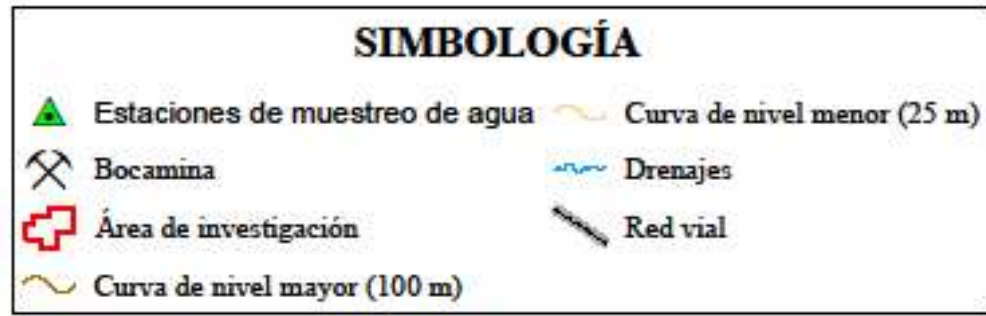 SIMBOLOGÍA
Estaciones de muestreo de agua
Bocamina
Área de investigación
Curva de nivel mayor (100 m)
Curva de nivel menor (25 m)
Drenajes
Red vial